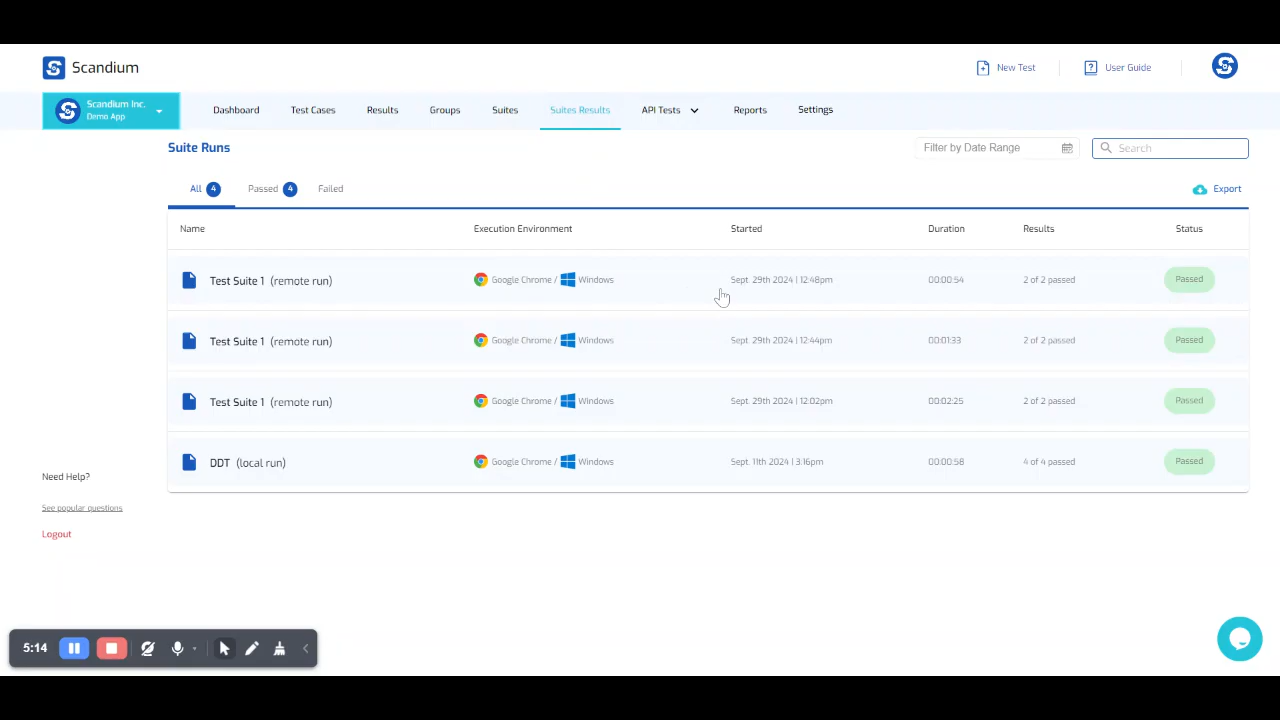 Scandium
New Test
User Guide
Scandium Inc.
Demo App
Dashboard
Test Cases
Results
Groups
Suites
Suites Results
API Tests
Reports
Settings
Suite Runs
Filter by Date Range
Search
All 4
Passed 4
Failed
Export
Name Execution Environment Started Duration Results Status
Test Suite 1 (remote run) Google Chrome / Windows Sept. 29th 2024 | 12:48pm 00:00:54 2 of 2 passed Passed
Test Suite 1 (remote run) Google Chrome / Windows Sept. 29th 2024 | 12:44pm 00:01:33 2 of 2 passed Passed
Test Suite 1 (remote run) Google Chrome / Windows Sept. 29th 2024 | 12:02pm 00:02:25 2 of 2 passed Passed
DDT (local run) Google Chrome / Windows Sept. 11th 2024 | 3:16pm 00:00:58 4 of 4 passed Passed
Need Help?
See popular questions
Logout
5:14